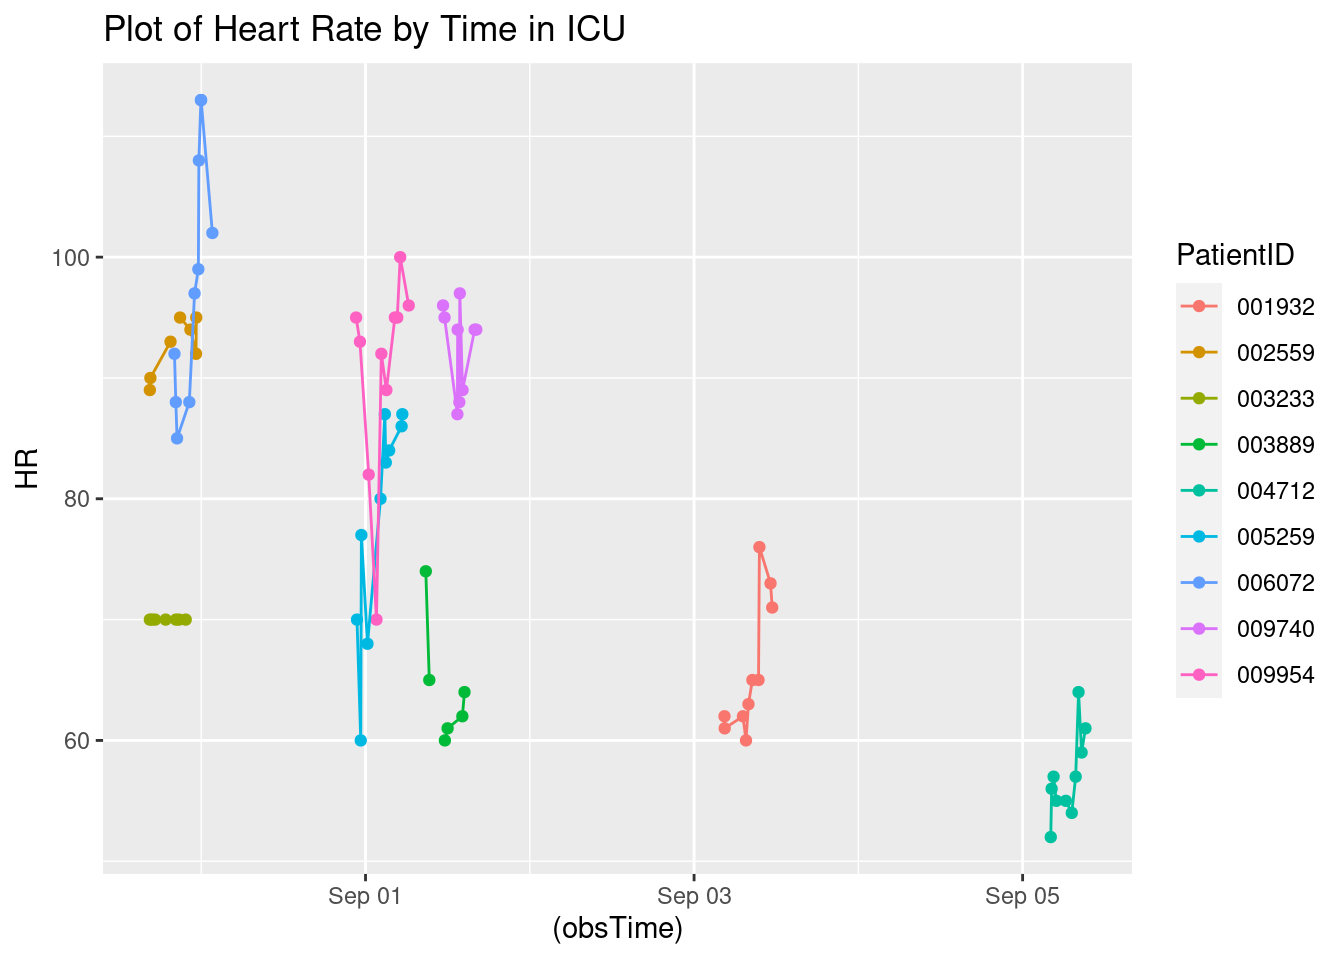 Plot of Heart Rate by Time in ICU
HR
100
80
60
Sep 01
Sep 03
Sep 05
(obsTime)
PatientID
001932
002559
003233
003889
004712
005259
006072
009740
009954